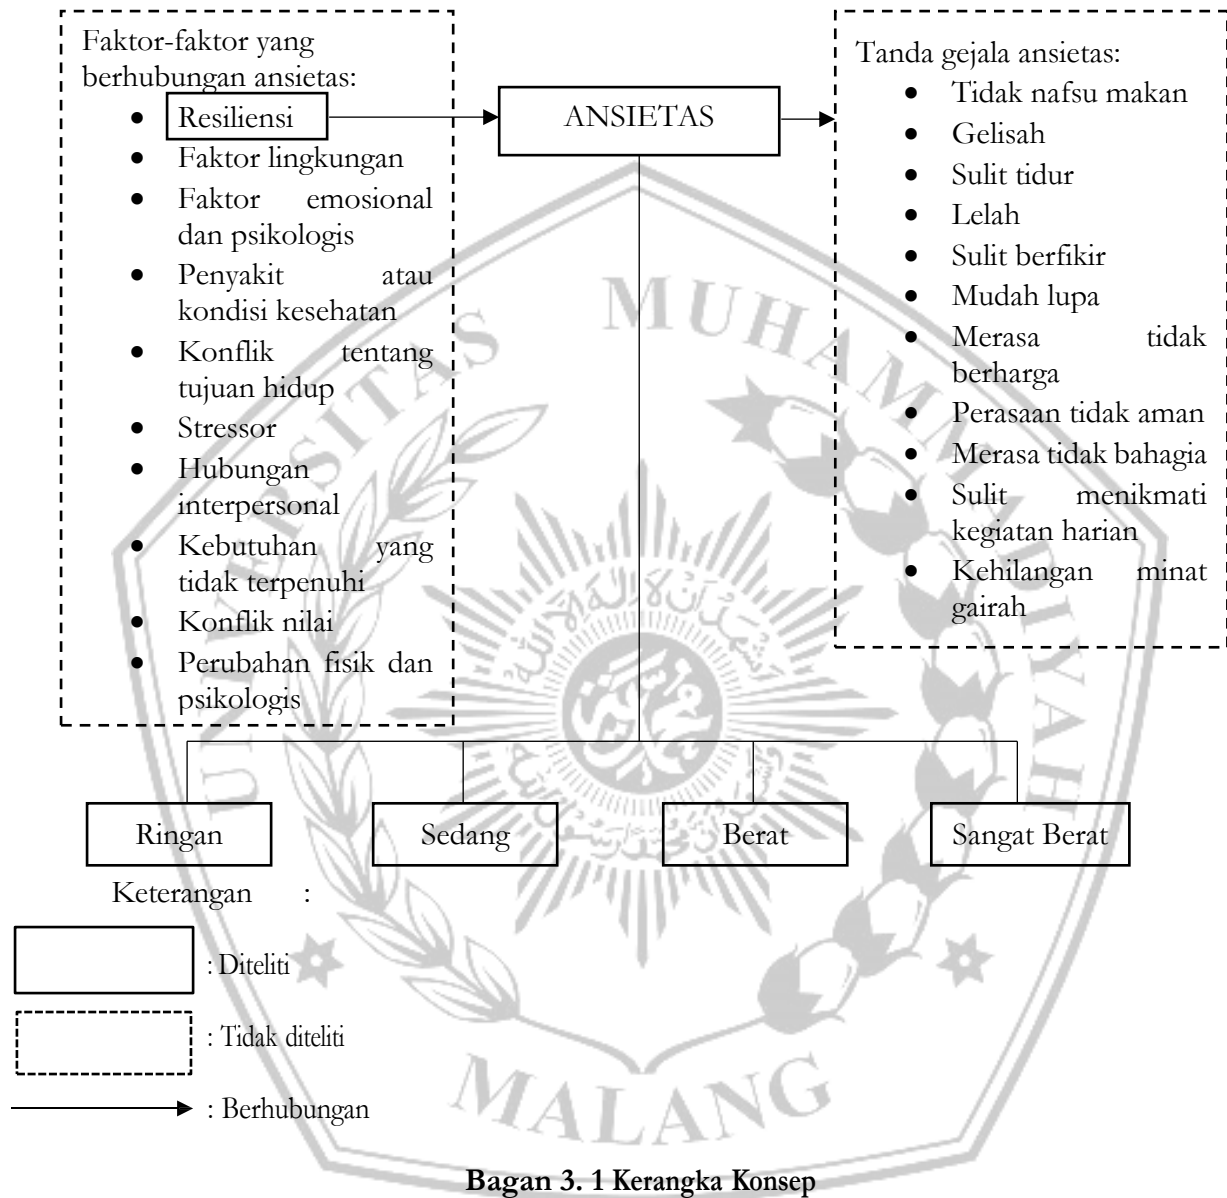 Faktor-faktor yang
berhubungan ansietas:
• Resiliensi
• Faktor lingkungan
• Faktor emosional
dan psikologis
• Penyakit atau
kondisi kesehatan
• Konflik tentang
tujuan hidup
• Stressor
• Hubungan
interpersonal
• Kebutuhan yang
tidak terpenuhi
• Konflik nilai
• Perubahan fisik dan
psikologis
ANSIETAS
Tanda gejala ansietas:
• Tidak nafsu makan
• Gelisah
• Sulit tidur
• Lelah
• Sulit berfikir
• Mudah lupa
• Merasa tidak
berharga
• Perasaan tidak aman
• Merasa tidak bahagia
• Sulit menikmati
kegiatan harian
• Kehilangan minat
gairah
Ringan
Sedang
Berat
Sangat Berat
Keterangan :
: Diteliti
: Tidak diteliti
: Berhubungan
Bagan 3. 1 Kerangka Konsep
UNIVERSITAS MUHAMMADIYAH
MALANG